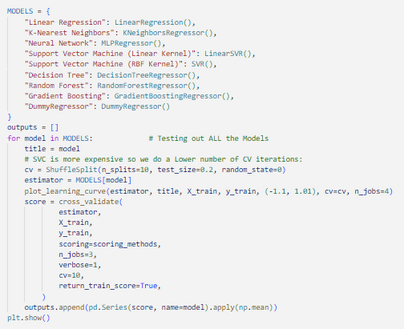 MODELS = {
    "Linear Regression": LinearRegression(),
    "K-Nearest Neighbors": KNeighborsRegressor(),
    "Neural Network": MLPRegressor(),
    "Support Vector Machine (Linear Kernel)": LinearSVR(),
    "Support Vector Machine (RBF Kernel)": SVR(),
    "Decision Tree": DecisionTreeRegressor(),
    "Random Forest": RandomForestRegressor(),
    "Gradient Boosting": GradientBoostingRegressor(),
    "DummyRegressor": DummyRegressor()
}
outputs = []
for model in MODELS:            # Testing out ALL the Models
    title = model
    # SVC is more expensive so we do a Lower number of CV iterations:
    cv = ShuffleSplit(n_splits=10, test_size=0.2, random_state=0)
    estimator = MODELS[model]
    plot_learning_curve(estimator, title, X_train, y_train, (-1.1, 1.01), cv=cv, n_jobs=4)
    score = cross_validate(
            estimator,
            X_train,
            y_train,
            scoring=scoring_methods,
            n_jobs=3,
            verbose=1,
            cv=10,
            return_train_score=True,
        )
    outputs.append(pd.Series(score, name=model).apply(np.mean))
plt.show()